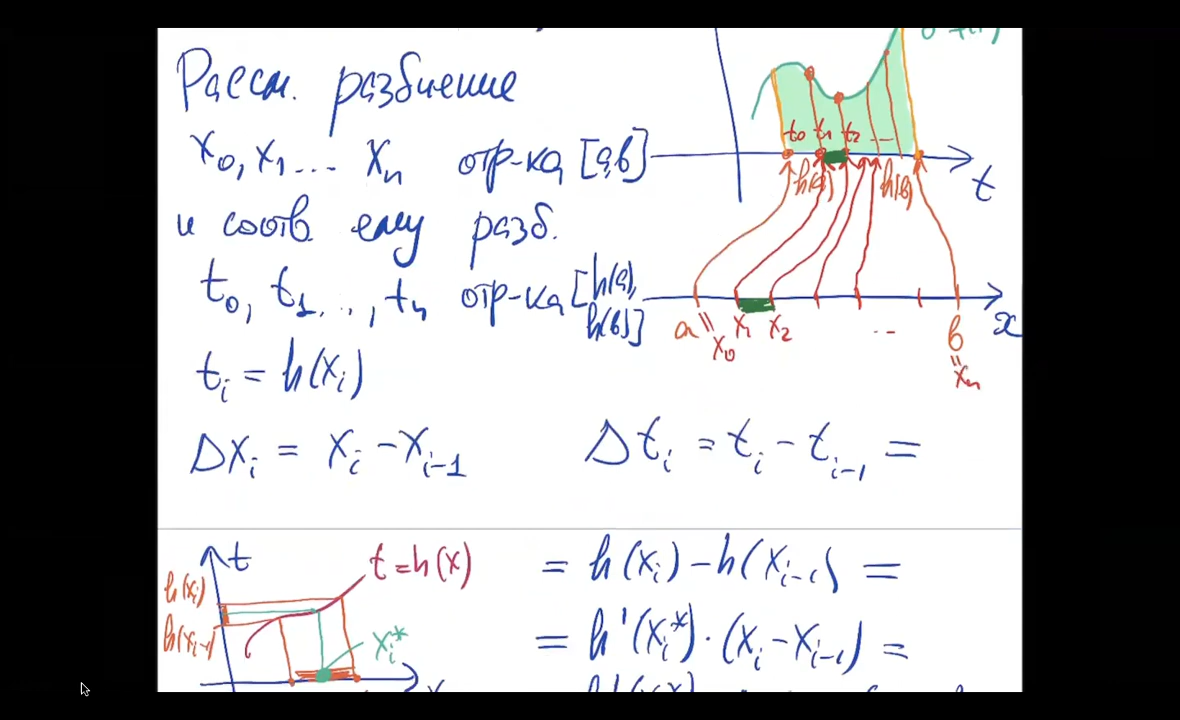 Рассм. разбиение
x₀, x₁ ... xₙ отр-ка [a,в]
и соотв. ему разб.
t₀, t₁, .., tₙ отр-ка [h(a), h(в)]
tᵢ = h(xᵢ)
Δxᵢ = xᵢ - xᵢ₋₁
Δtᵢ = tᵢ - tᵢ₋₁ =
t₀ t₁ t₂ ...
h(a) h(в)
t
a x₁ x₂ ... в x
॥ x₀
॥ xₙ
t
t = h(x)
h(xᵢ)
h(xᵢ₋₁)
xᵢ*
= h(xᵢ) - h(xᵢ₋₁) =
= h'(xᵢ*) · (xᵢ - xᵢ₋₁) =